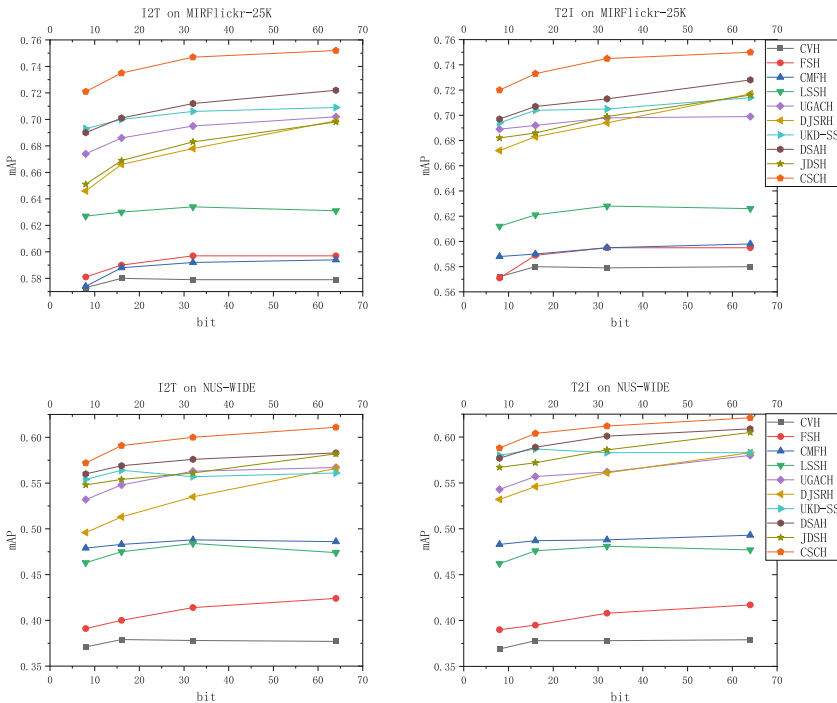 I2T on MIRFlickr-25K
0 10 20 30 40 50 60 70
0.76
0.74
0.72
0.70
0.68
0.66
0.64
0.62
0.60
0.58
mAP
0 10 20 30 40 50 60 70
bit
T2I on MIRFlickr-25K
0 10 20 30 40 50 60 70
0.76
0.74
0.72
0.70
0.68
0.66
0.64
0.62
0.60
0.58
0.56
mAP
0 10 20 30 40 50 60 70
bit
CVH
FSH
CMFH
LSSH
UGACH
DJSRH
UKD-SS
DSAH
JDSH
CSCH
I2T on NUS-WIDE
0 10 20 30 40 50 60 70
0.60
0.55
0.50
0.45
0.40
0.35
mAP
0 10 20 30 40 50 60 70
bit
T2I on NUS-WIDE
0 10 20 30 40 50 60 70
0.60
0.55
0.50
0.45
0.40
0.35
mAP
0 10 20 30 40 50 60 70
bit
CVH
FSH
CMFH
LSSH
UGACH
DJSRH
UKD-SS
DSAH
JDSH
CSCH